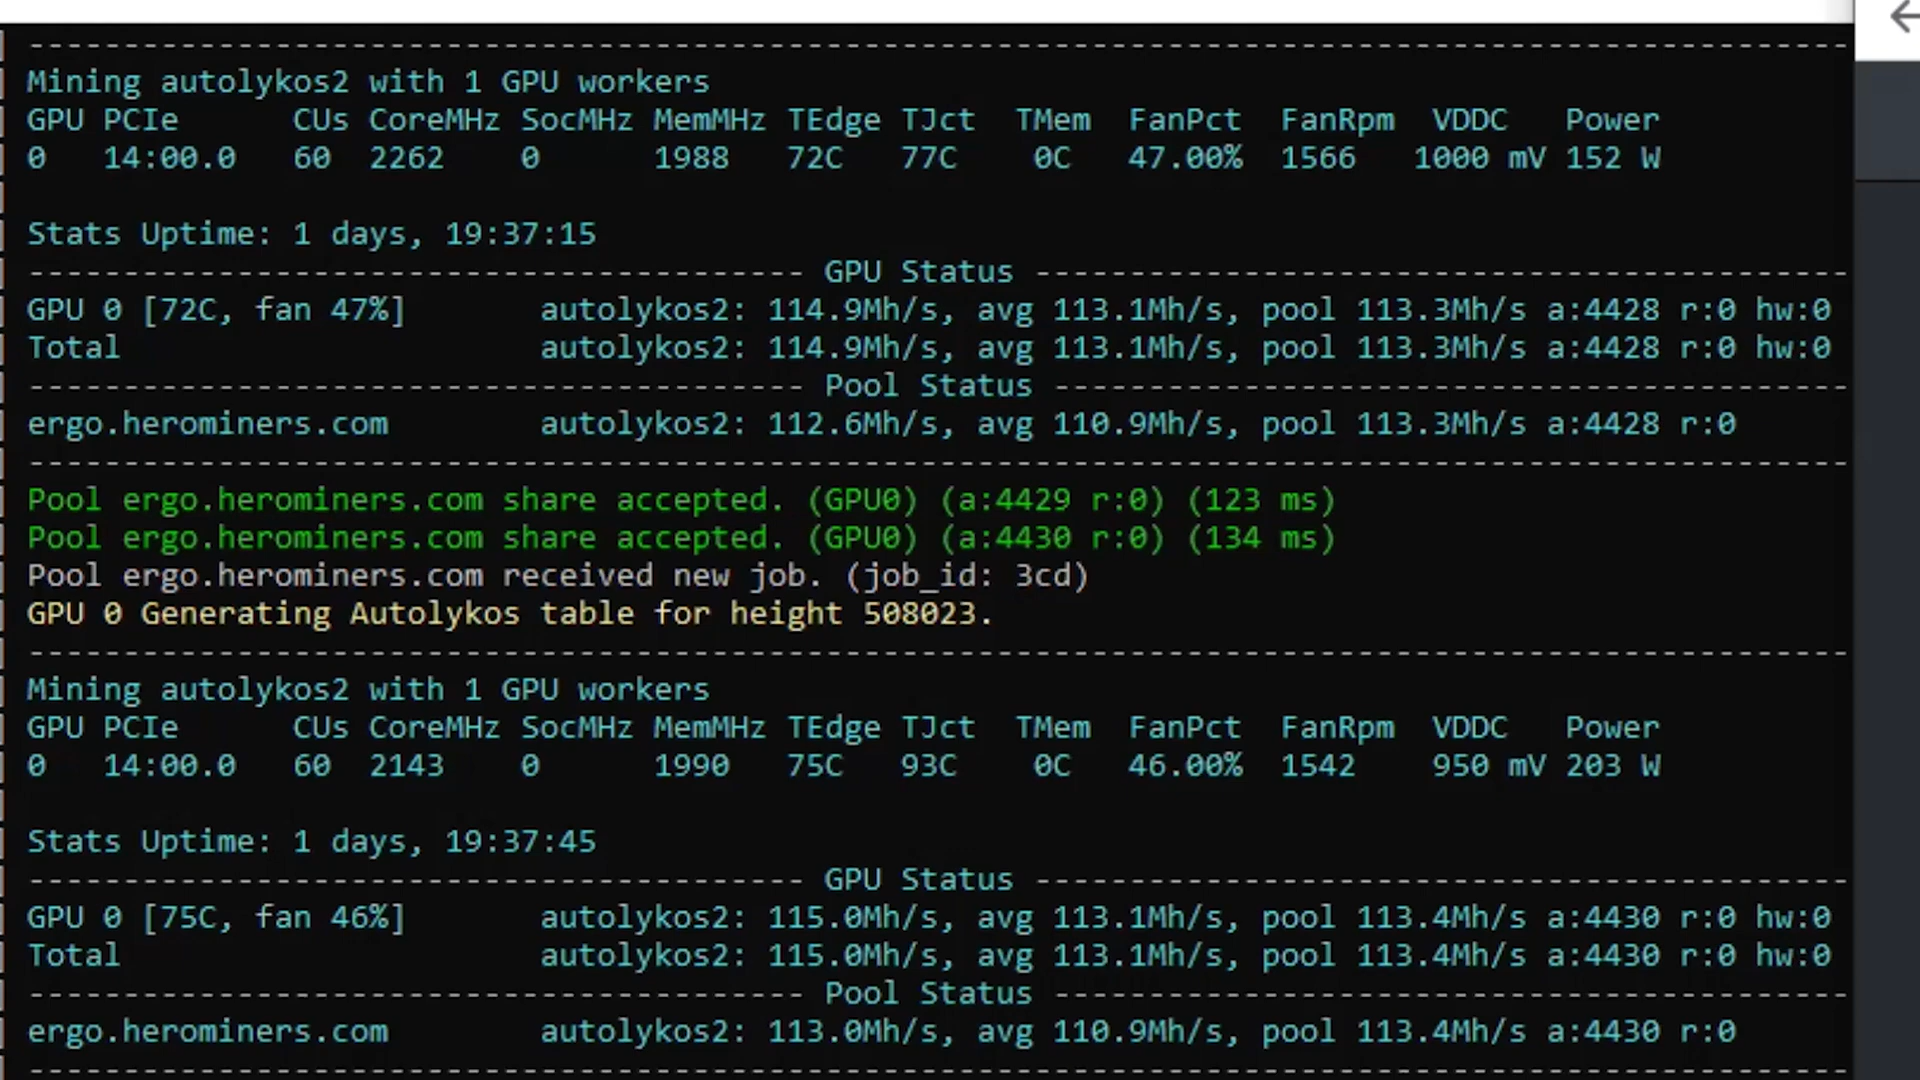 --------------------------------------------------------------------------------------------------
Mining autolykos2 with 1 GPU workers
GPU PCIe CUs CoreMHz SocMHz MemMHz TEdge TJct TMem FanPct FanRpm VDDC Power
0 14:00.0 60 2262 0 1988 72C 77C 0C 47.00% 1566 1000 mV 152 W
Stats Uptime: 1 days, 19:37:15
----------------------------------------- GPU Status -------------------------------------------
GPU 0 [72C, fan 47%] autolykos2: 114.9Mh/s, avg 113.1Mh/s, pool 113.3Mh/s a:4428 r:0 hw:0
Total autolykos2: 114.9Mh/s, avg 113.1Mh/s, pool 113.3Mh/s a:4428 r:0 hw:0
----------------------------------------- Pool Status ------------------------------------------
ergo.herominers.com autolykos2: 112.6Mh/s, avg 110.9Mh/s, pool 113.3Mh/s a:4428 r:0
--------------------------------------------------------------------------------------------------
Pool ergo.herominers.com share accepted. (GPU0) (a:4429 r:0) (123 ms)
Pool ergo.herominers.com share accepted. (GPU0) (a:4430 r:0) (134 ms)
Pool ergo.herominers.com received new job. (job_id: 3cd)
GPU 0 Generating Autolykos table for height 508023.
--------------------------------------------------------------------------------------------------
Mining autolykos2 with 1 GPU workers
GPU PCIe CUs CoreMHz SocMHz MemMHz TEdge TJct TMem FanPct FanRpm VDDC Power
0 14:00.0 60 2143 0 1990 75C 93C 0C 46.00% 1542 950 mV 203 W
Stats Uptime: 1 days, 19:37:45
----------------------------------------- GPU Status -------------------------------------------
GPU 0 [75C, fan 46%] autolykos2: 115.0Mh/s, avg 113.1Mh/s, pool 113.4Mh/s a:4430 r:0 hw:0
Total autolykos2: 115.0Mh/s, avg 113.1Mh/s, pool 113.4Mh/s a:4430 r:0 hw:0
----------------------------------------- Pool Status ------------------------------------------
ergo.herominers.com autolykos2: 113.0Mh/s, avg 110.9Mh/s, pool 113.4Mh/s a:4430 r:0
--------------------------------------------------------------------------------------------------